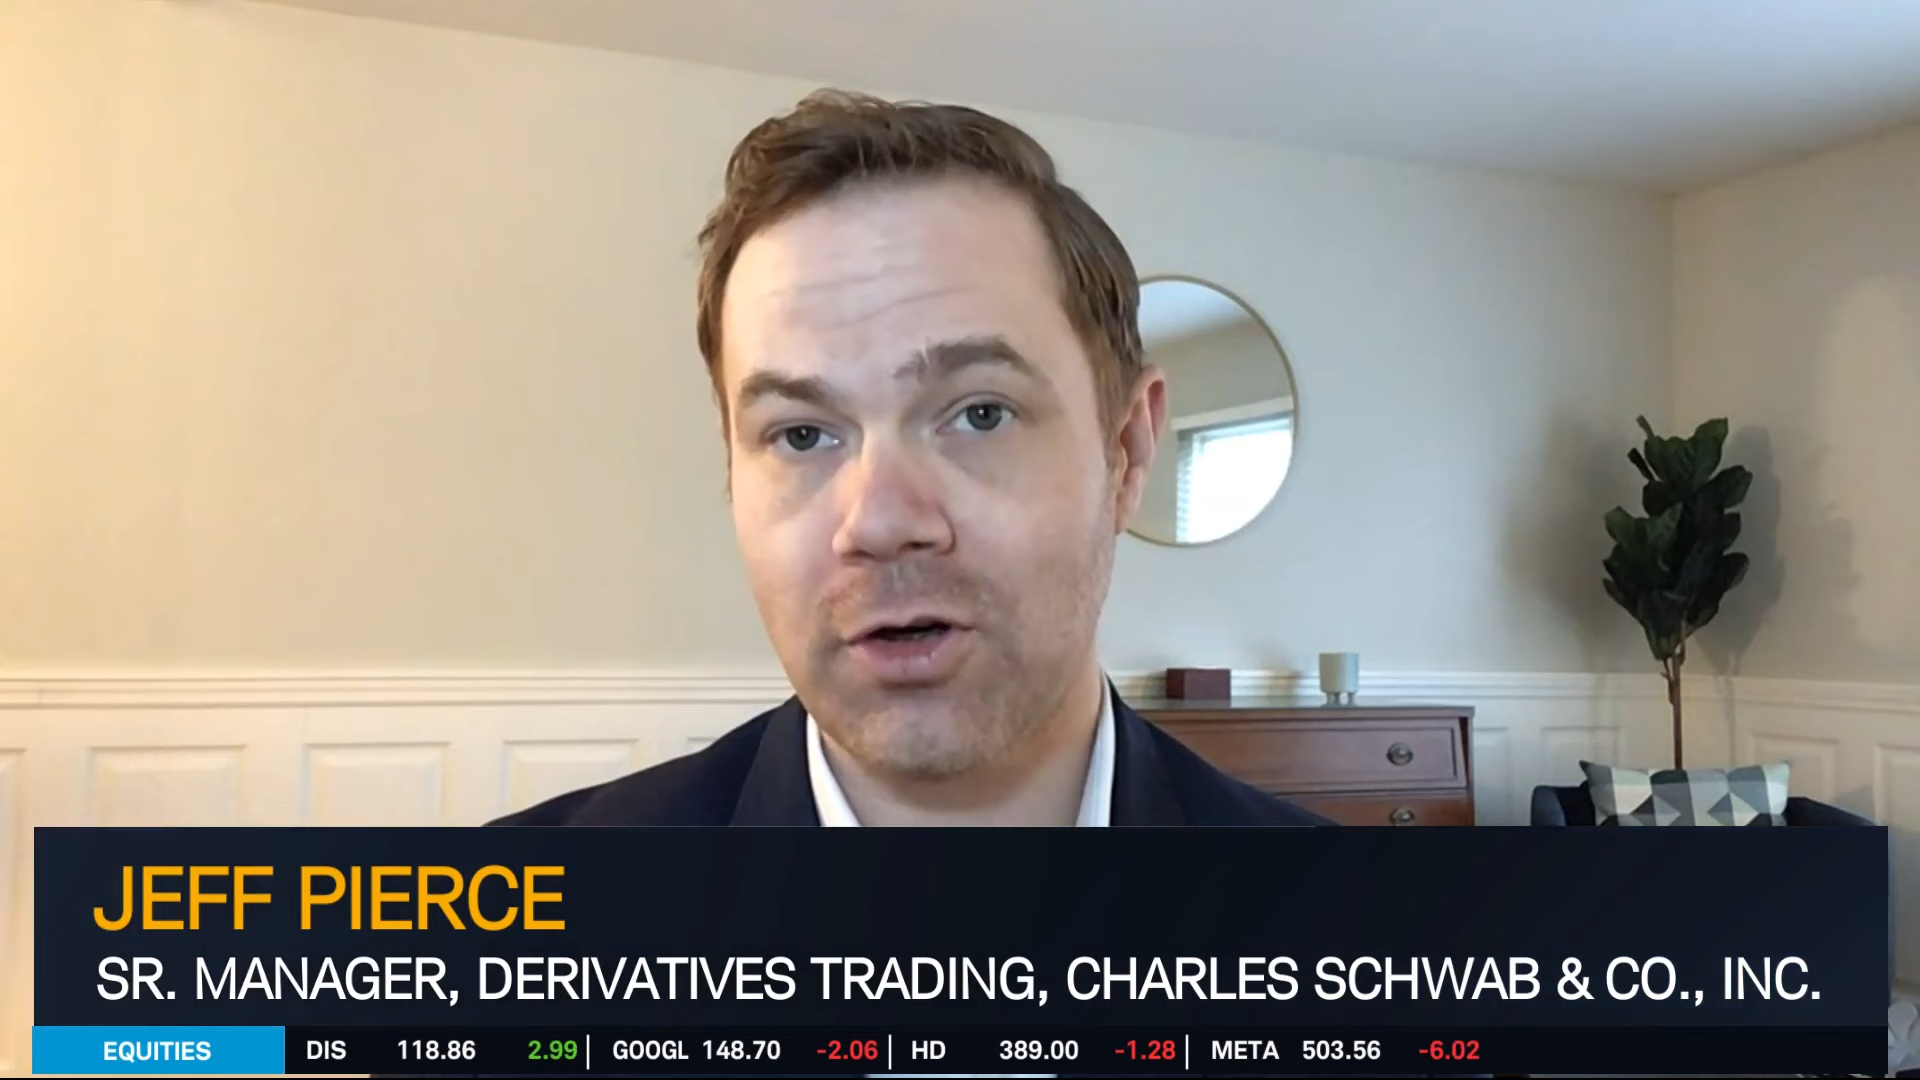 JEFF PIERCE
SR. MANAGER, DERIVATIVES TRADING, CHARLES SCHWAB & CO., INC.
EQUITIES DIS 118.86 2.99 GOOGL 148.70 -2.06 HD 389.00 -1.28 META 503.56 -6.02